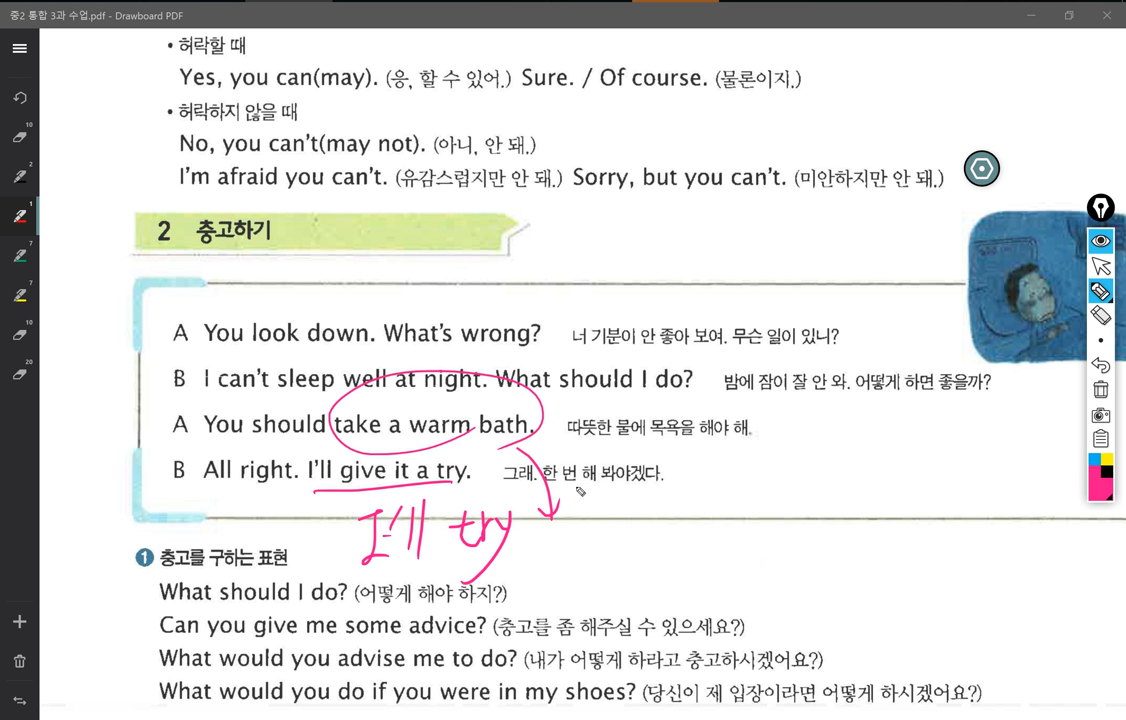 중2 통합 3과 수업.pdf - Drawboard PDF
• 허락할 때
Yes, you can(may). (응, 할 수 있어.) Sure. / Of course. (물론이지.)
• 허락하지 않을 때
No, you can't(may not). (아니, 안 돼.)
I'm afraid you can't. (유감스럽지만 안 돼.) Sorry, but you can't. (미안하지만 안 돼.)
2 충고하기
A You look down. What's wrong? 너 기분이 안 좋아 보여. 무슨 일이 있니?
B I can't sleep well at night. What should I do? 밤에 잠이 잘 안 와. 어떻게 하면 좋을까?
A You should take a warm bath. 따뜻한 물에 목욕을 해야 해.
B All right. I'll give it a try. 그래. 한 번 해 봐야겠다.
I'll try
1 충고를 구하는 표현
What should I do? (어떻게 해야 하지?)
Can you give me some advice? (충고를 좀 해주실 수 있으세요?)
What would you advise me to do? (내가 어떻게 하라고 충고하시겠어요?)
What would you do if you were in my shoes? (당신이 제 입장이라면 어떻게 하시겠어요?)
10
2
1
7
7
10
20